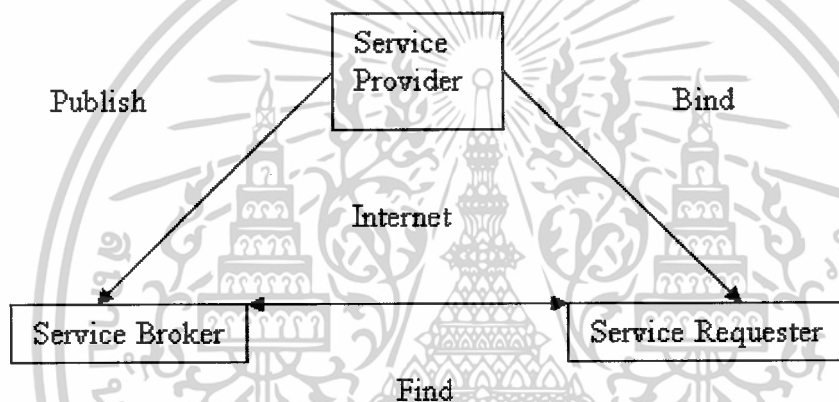 Service
Provider
Publish
Bind
Internet
Service Broker
Service Requester
Find